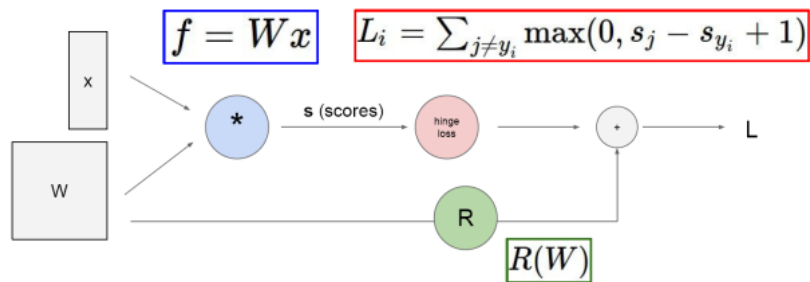 f = Wx
L_i = \sum_{j \neq y_i} \max(0, s_j - s_{y_i} + 1)
x
*
s (scores)
hinge
loss
+
L
W
R
R(W)